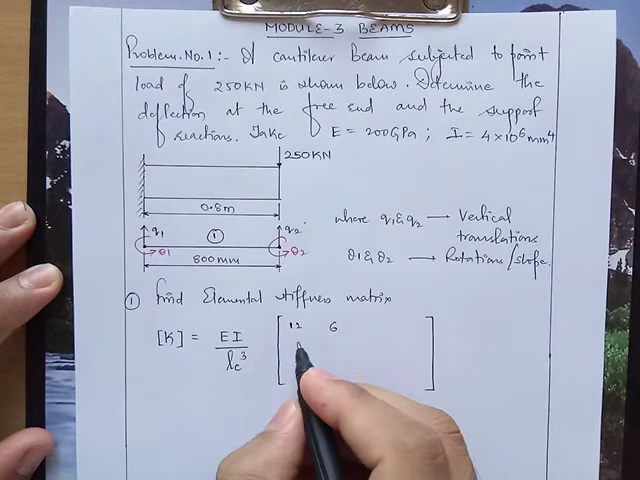 MODULE-3 BEAMS
Problem.No.1:- A cantilever Beam subjected to point
load of 250KN is shown below. Determine the
deflection at the free end and the support
reactions. Take E = 200GPa ; I = 4×10⁶mm⁴
250KN
0.8m
q1 ① q2
θ1 θ2
800mm
where q1&q2 → Vertical
translations
θ1&θ2 → Rotations/slope.
① Find Elemental stiffness matrix
[K] = EI/le³ [ 12 6